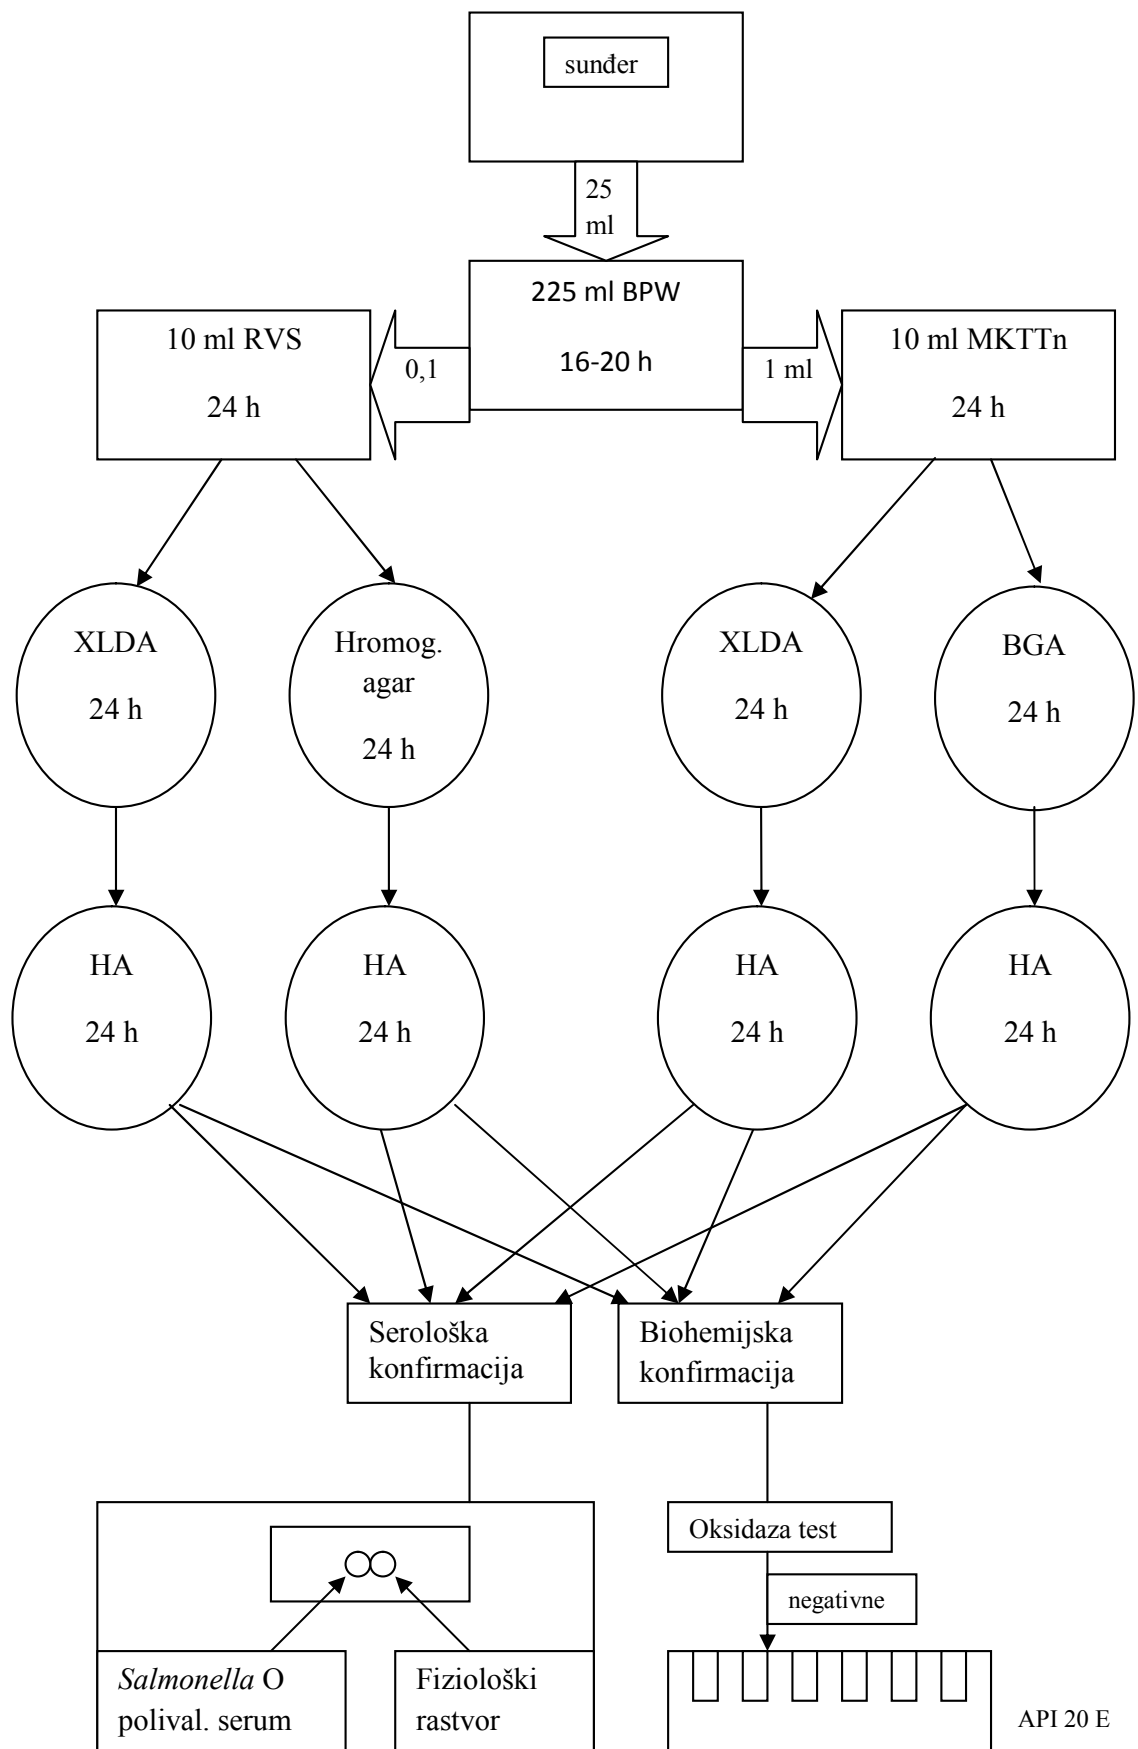 sunđer
25
ml
225 ml BPW
16-20 h
10 ml RVS
24 h
0,1
1 ml
10 ml MKTTn
24 h
XLDA
24 h
Hromog.
agar
24 h
XLDA
24 h
BGA
24 h
HA
24 h
HA
24 h
HA
24 h
HA
24 h
Serološka
konfirmacija
Biohemijska
konfirmacija
Oksidaza test
negativne
Salmonella O
polival. serum
Fiziološki
rastvor
API 20 E